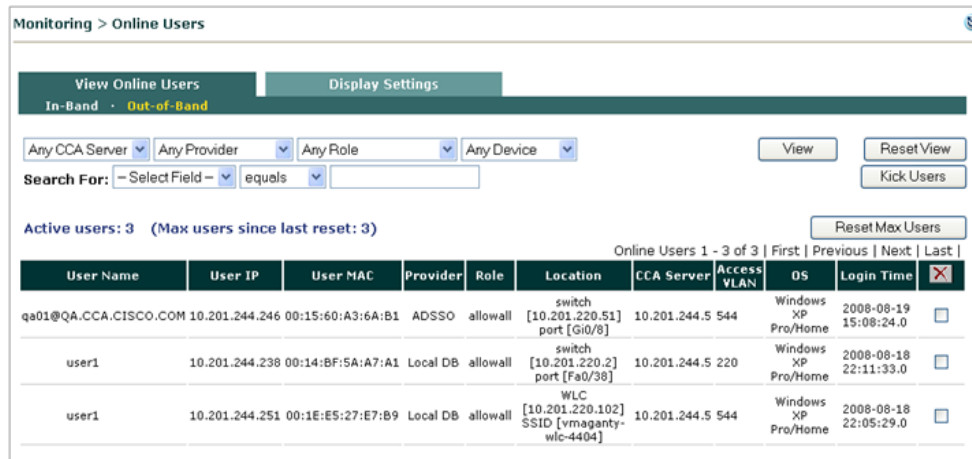 Monitoring > Online Users
View Online Users
Display Settings
In-Band · Out-of-Band
Any CCA Server Any Provider Any Role Any Device View Reset View
Search For: – Select Field – equals Kick Users
Active users: 3 (Max users since last reset: 3) Reset Max Users
Online Users 1 - 3 of 3 | First | Previous | Next | Last |
User Name User IP User MAC Provider Role Location CCA Server Access VLAN OS Login Time
qa01@QA.CCA.CISCO.COM 10.201.244.246 00:15:60:A3:6A:B1 ADSSO allowall switch [10.201.220.51] port [Gi0/8] 10.201.244.5 544 Windows XP Pro/Home 2008-08-19 15:08:24.0
user1 10.201.244.238 00:14:BF:5A:A7:A1 Local DB allowall switch [10.201.220.2] port [Fa0/38] 10.201.244.5 220 Windows XP Pro/Home 2008-08-18 22:11:33.0
user1 10.201.244.251 00:1E:E5:27:E7:B9 Local DB allowall WLC [10.201.220.102] SSID [vmaganty-wlc-4404] 10.201.244.5 544 Windows XP Pro/Home 2008-08-18 22:05:29.0